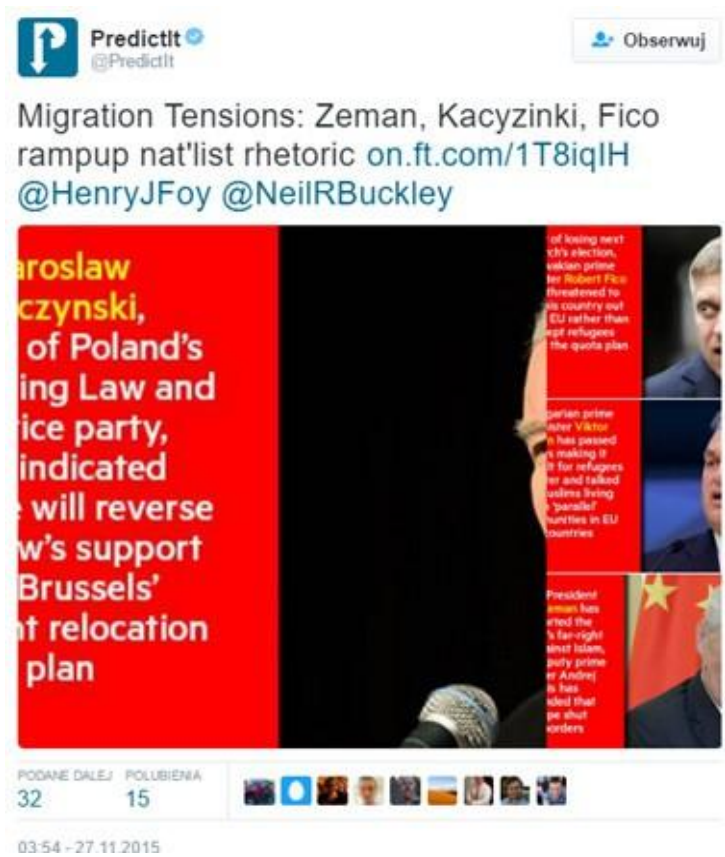 PredictIt
@PredictIt
Obserwuj
Migration Tensions: Zeman, Kacyzinki, Fico
rampup nat'list rhetoric on.ft.com/1T8iqIH
@HenryJFoy @NeilRBuckley
aroslaw
czynski,
of Poland's
ing Law and
ice party,
indicated
will reverse
w's support
Brussels'
nt relocation
plan
of losing next
ch's election,
vakian prime
ter Robert Fico
threatened to
is country out
EU rather than
ept refugees
the quota plan
garian prime
ister Viktor
n has passed
s making it
lt for refugees
er and talked
uslims living
'parallel'
nunities in EU
countries
President
eman has
rted the
's far-right
inst Islam,
puty prime
er Andrej
is has
ded that
pe shut
orders
PODANE DALEJ POLUBIENIA
32 15
03:54 - 27.11.2015